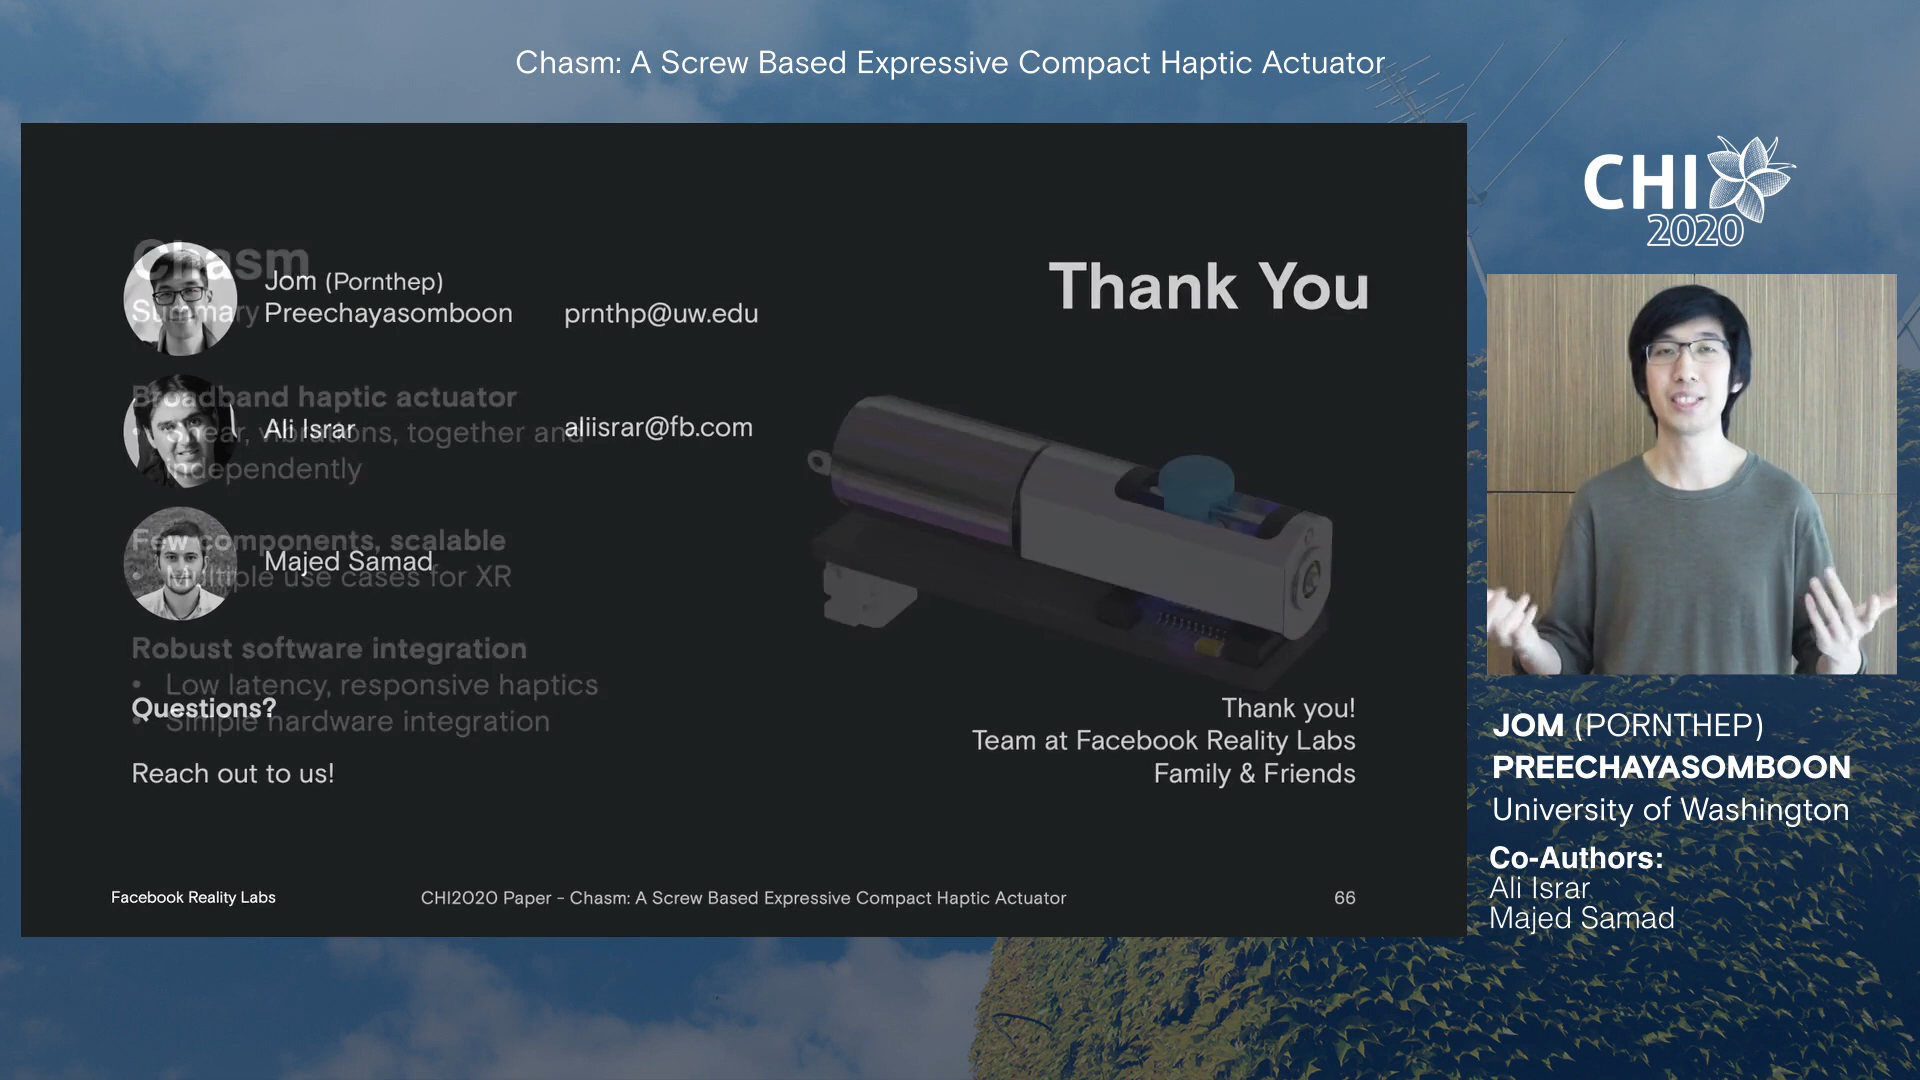 Chasm: A Screw Based Expressive Compact Haptic Actuator
CHI
2020
Chasm
Summary
Jom (Pornthep)
Preechayasomboon
prnthp@uw.edu
Thank You
Broadband haptic actuator
Ali Israr
aliisrar@fb.com
together and
independently
Few components, scalable
Majed Samad
Multiple use cases for XR
Robust software integration
• Low latency, responsive haptics
Questions?
• Simple hardware integration
Reach out to us!
Thank you!
Team at Facebook Reality Labs
Family & Friends
Facebook Reality Labs
CHI2020 Paper - Chasm: A Screw Based Expressive Compact Haptic Actuator
66
JOM (PORNTHEP)
PREECHAYASOMBOON
University of Washington
Co-Authors:
Ali Israr
Majed Samad